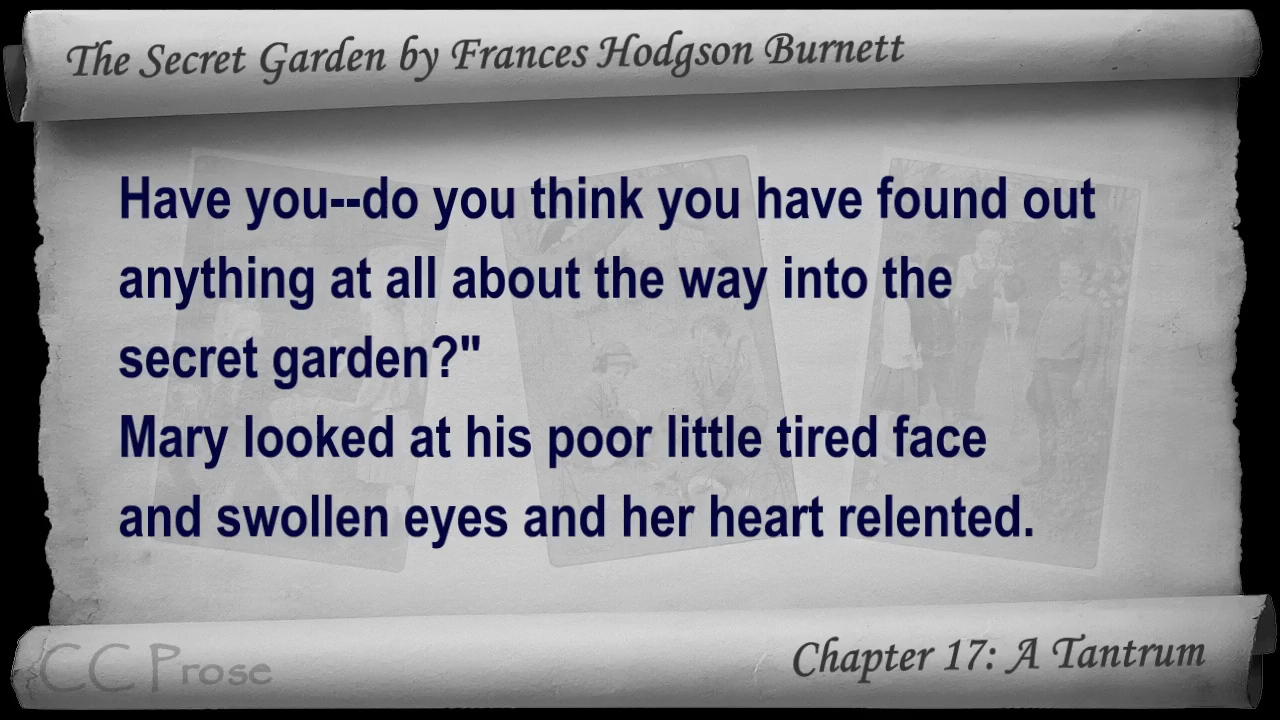 The Secret Garden by Frances Hodgson Burnett
Have you--do you think you have found out
anything at all about the way into the
secret garden?"
Mary looked at his poor little tired face
and swollen eyes and her heart relented.
CC Prose
Chapter 17: A Tantrum